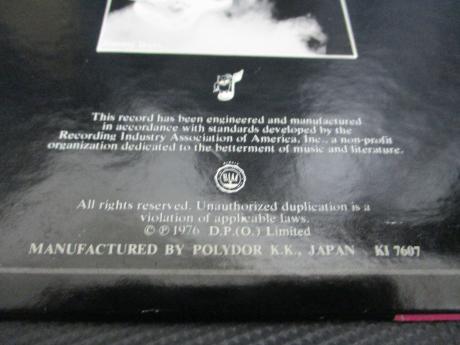 This record has been engineered and manufactured
in accordance with standards developed by the
Recording Industry Association of America, Inc., a non-profit
organization dedicated to the betterment of music and literature.
RIAA
All rights reserved. Unauthorized duplication is a
violation of applicable laws.
© ℗ 1976 D.P.(O.) Limited
MANUFACTURED BY POLYDOR K.K., JAPAN KI 7607